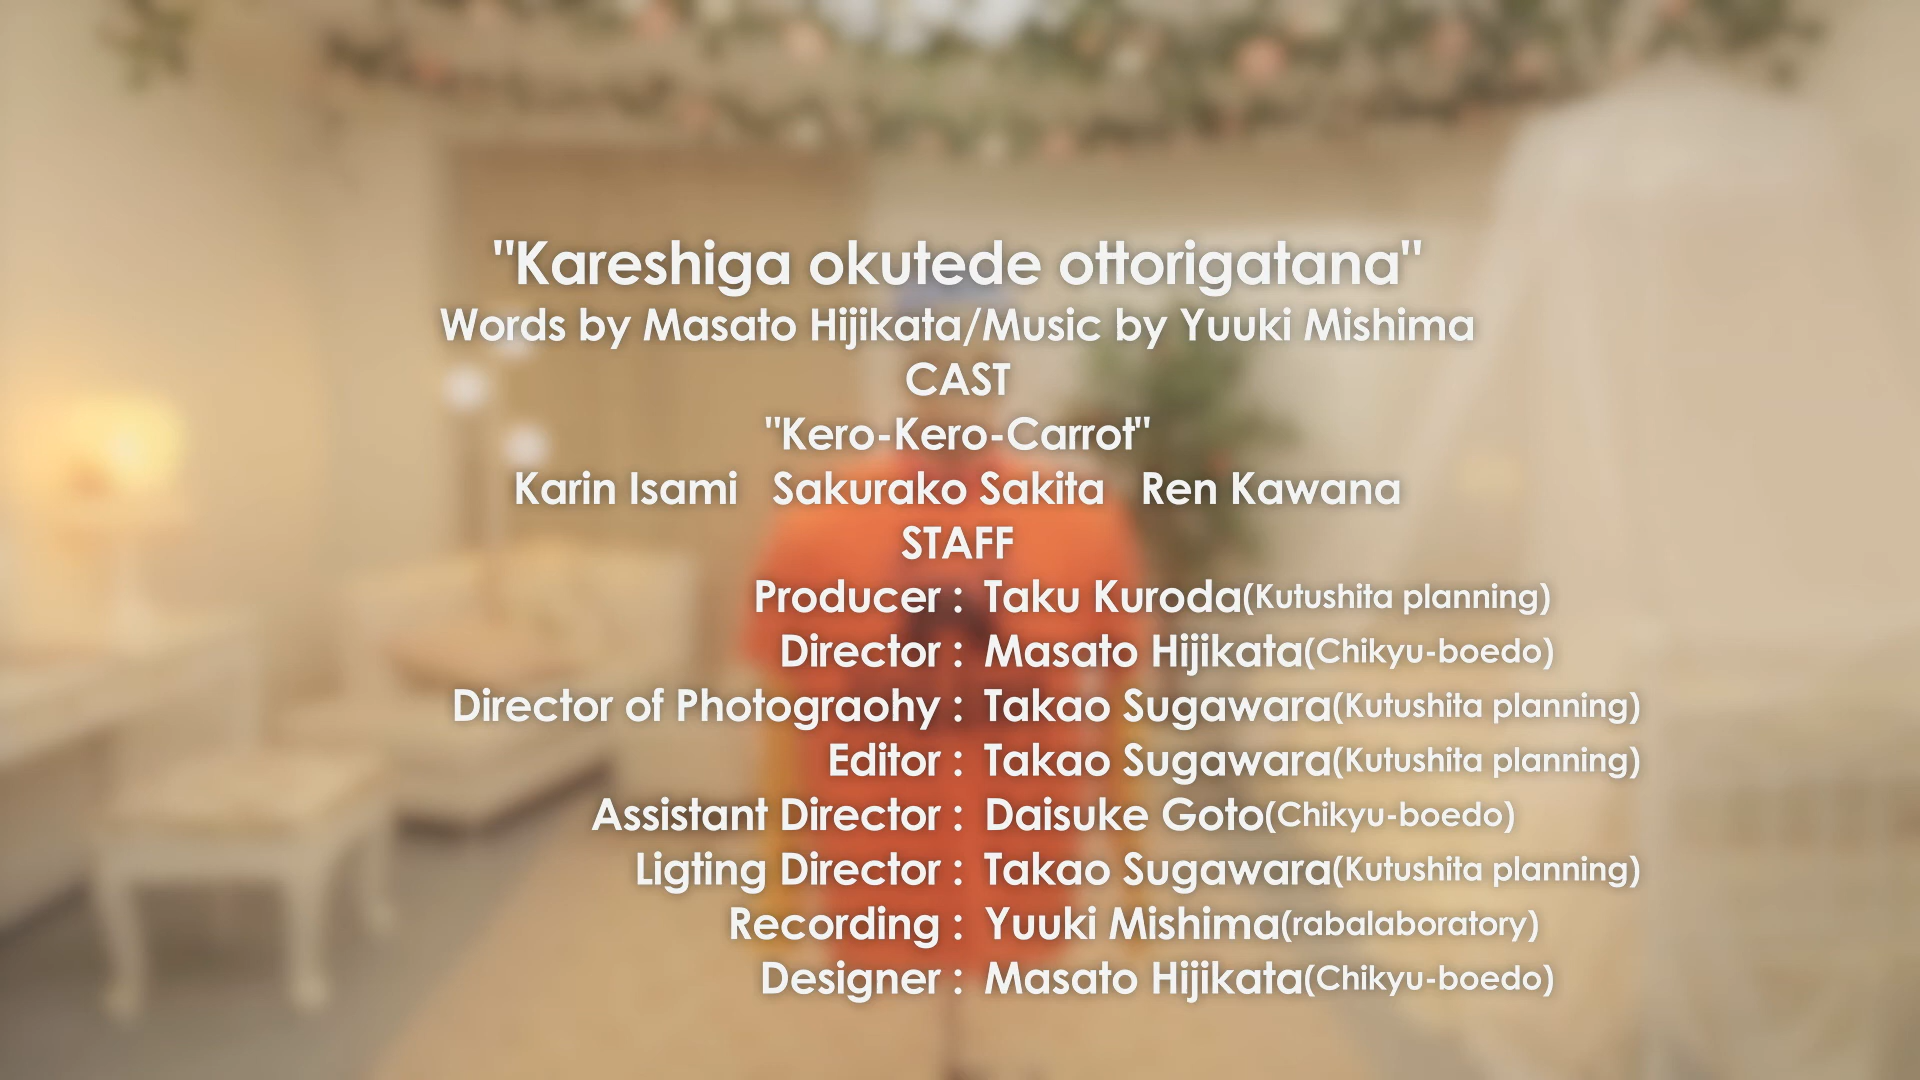 "Kareshiga okutede ottorigatana"
Words by Masato Hijikata/Music by Yuuki Mishima
CAST
"Kero-Kero-Carrot"
Karin Isami Sakurako Sakita Ren Kawana
STAFF
Producer : Taku Kuroda(Kutushita planning)
Director : Masato Hijikata(Chikyu-boedo)
Director of Photograohy : Takao Sugawara(Kutushita planning)
Editor : Takao Sugawara(Kutushita planning)
Assistant Director : Daisuke Goto(Chikyu-boedo)
Ligting Director : Takao Sugawara(Kutushita planning)
Recording : Yuuki Mishima(rabalaboratory)
Designer : Masato Hijikata(Chikyu-boedo)